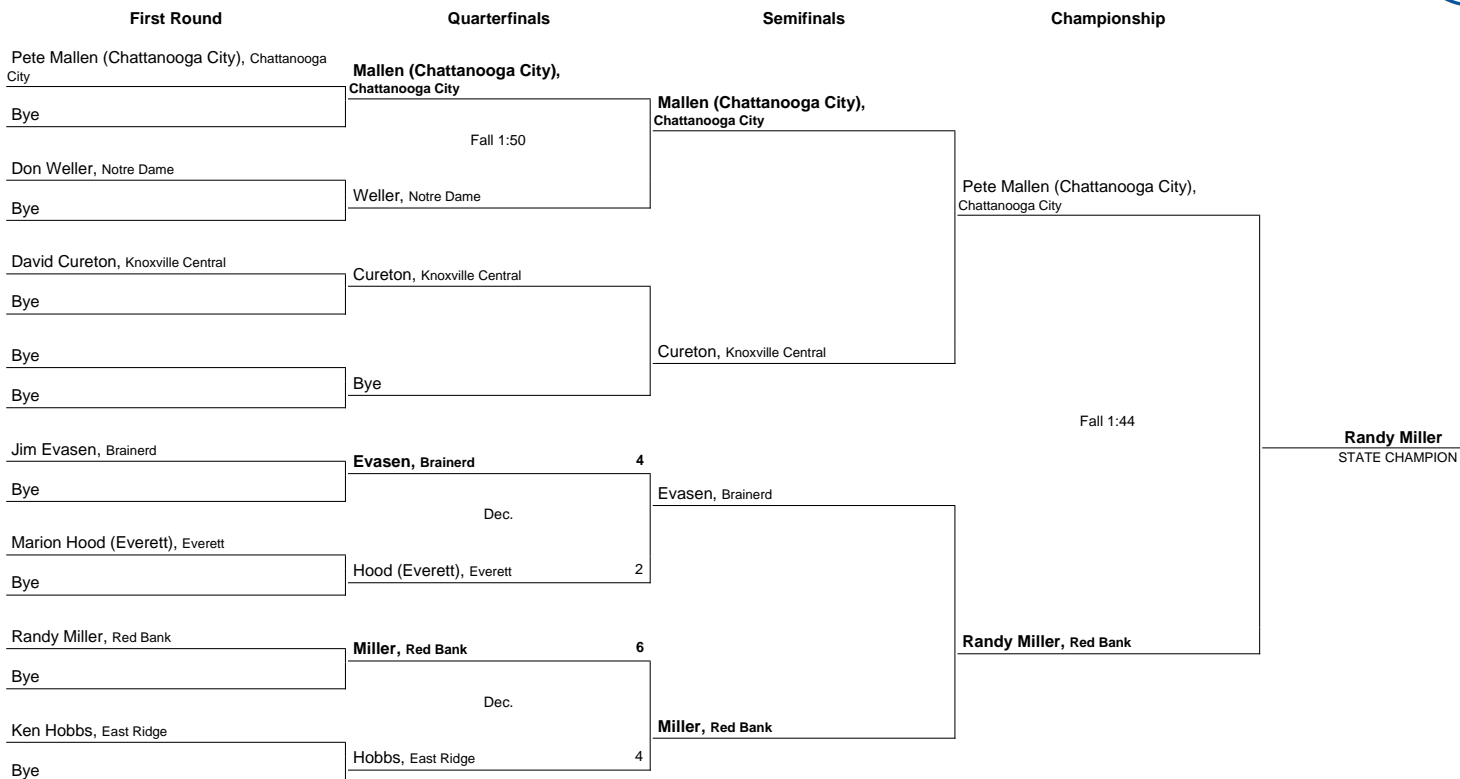 First Round
Quarterfinals
Semifinals
Championship
Pete Mallen (Chattanooga City), Chattanooga
City
Bye
Don Weller, Notre Dame
Bye
David Cureton, Knoxville Central
Bye
Bye
Bye
Jim Evasen, Brainerd
Bye
Marion Hood (Everett), Everett
Bye
Randy Miller, Red Bank
Bye
Ken Hobbs, East Ridge
Bye
Mallen (Chattanooga City),
Chattanooga City
Fall 1:50
Weller, Notre Dame
Cureton, Knoxville Central
Bye
Evasen, Brainerd 4
Dec.
Hood (Everett), Everett 2
Miller, Red Bank 6
Dec.
Hobbs, East Ridge 4
Mallen (Chattanooga City),
Chattanooga City
Cureton, Knoxville Central
Evasen, Brainerd
Miller, Red Bank
Pete Mallen (Chattanooga City),
Chattanooga City
Fall 1:44
Randy Miller, Red Bank
Randy Miller
STATE CHAMPION